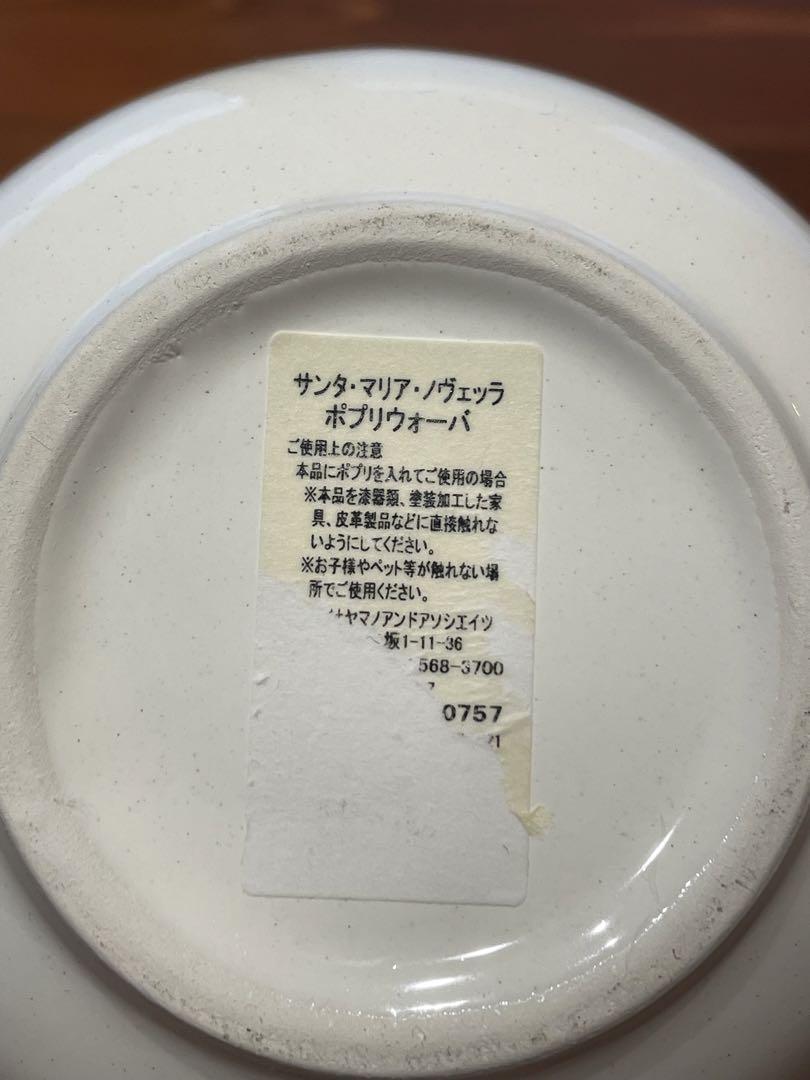 サンタ・マリア・ノヴェッラ
ポプリウォーバ
ご使用上の注意
本品にポプリを入れてご使用の場合
※本品を漆器類、塗装加工した家
具、皮革製品などに直接触れな
いようにしてください。
※お子様やペット等が触れない場
所でご使用ください。
ヤマノアンドアソシエイツ
坂1-11-36
568-3700
7
0757
21